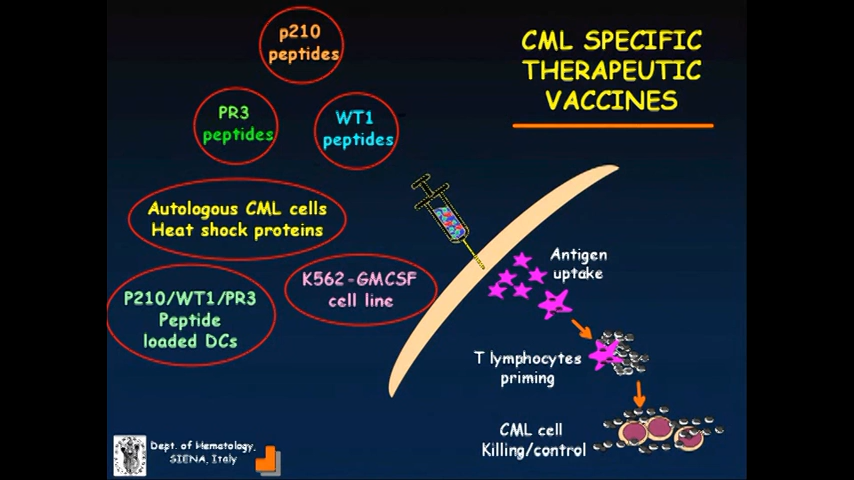 p210
peptides
CML SPECIFIC
THERAPEUTIC
VACCINES
PR3
peptides
WT1
peptides
Autologous CML cells
Heat shock proteins
K562-GMCSF
cell line
P210/WT1/PR3
Peptide
loaded DCs
Antigen
uptake
T lymphocytes
priming
CML cell
Killing/control
Dept. of Hematology,
SIENA, Italy